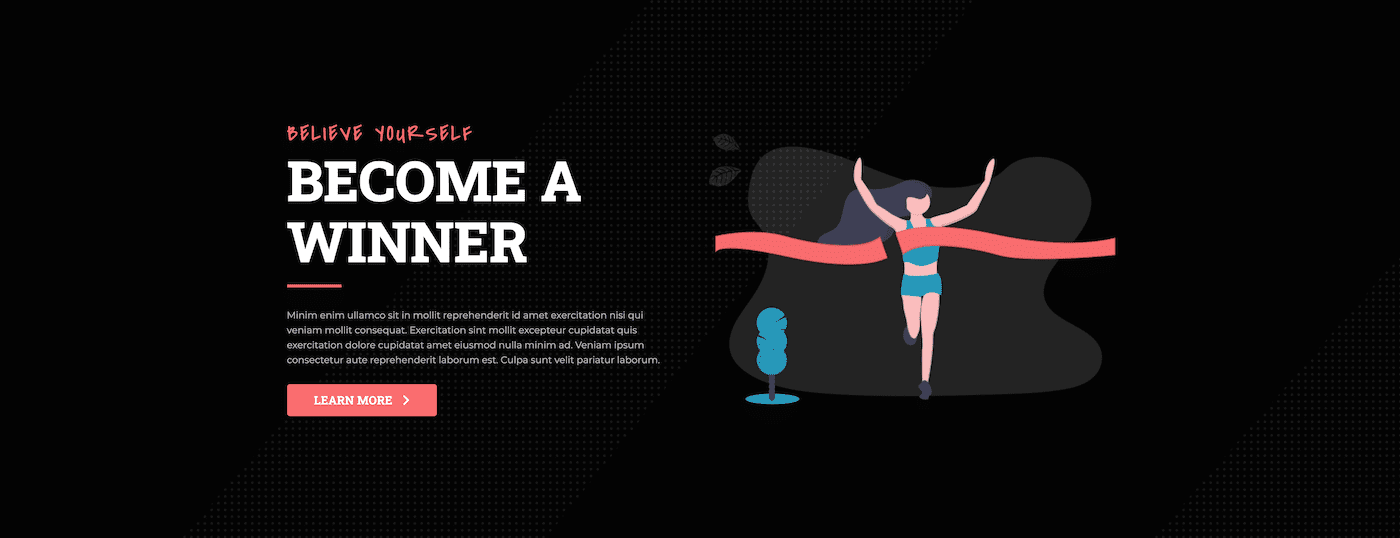 BELIEVE YOURSELF
BECOME A
WINNER
Minim enim ullamco sit in mollit reprehenderit id amet exercitation nisi qui
veniam mollit consequat. Exercitation sint mollit excepteur cupidatat quis
exercitation dolore cupidatat amet eiusmod nulla minim ad. Veniam ipsum
consectetur aute reprehenderit laborum est. Culpa sunt velit pariatur laborum.
LEARN MORE